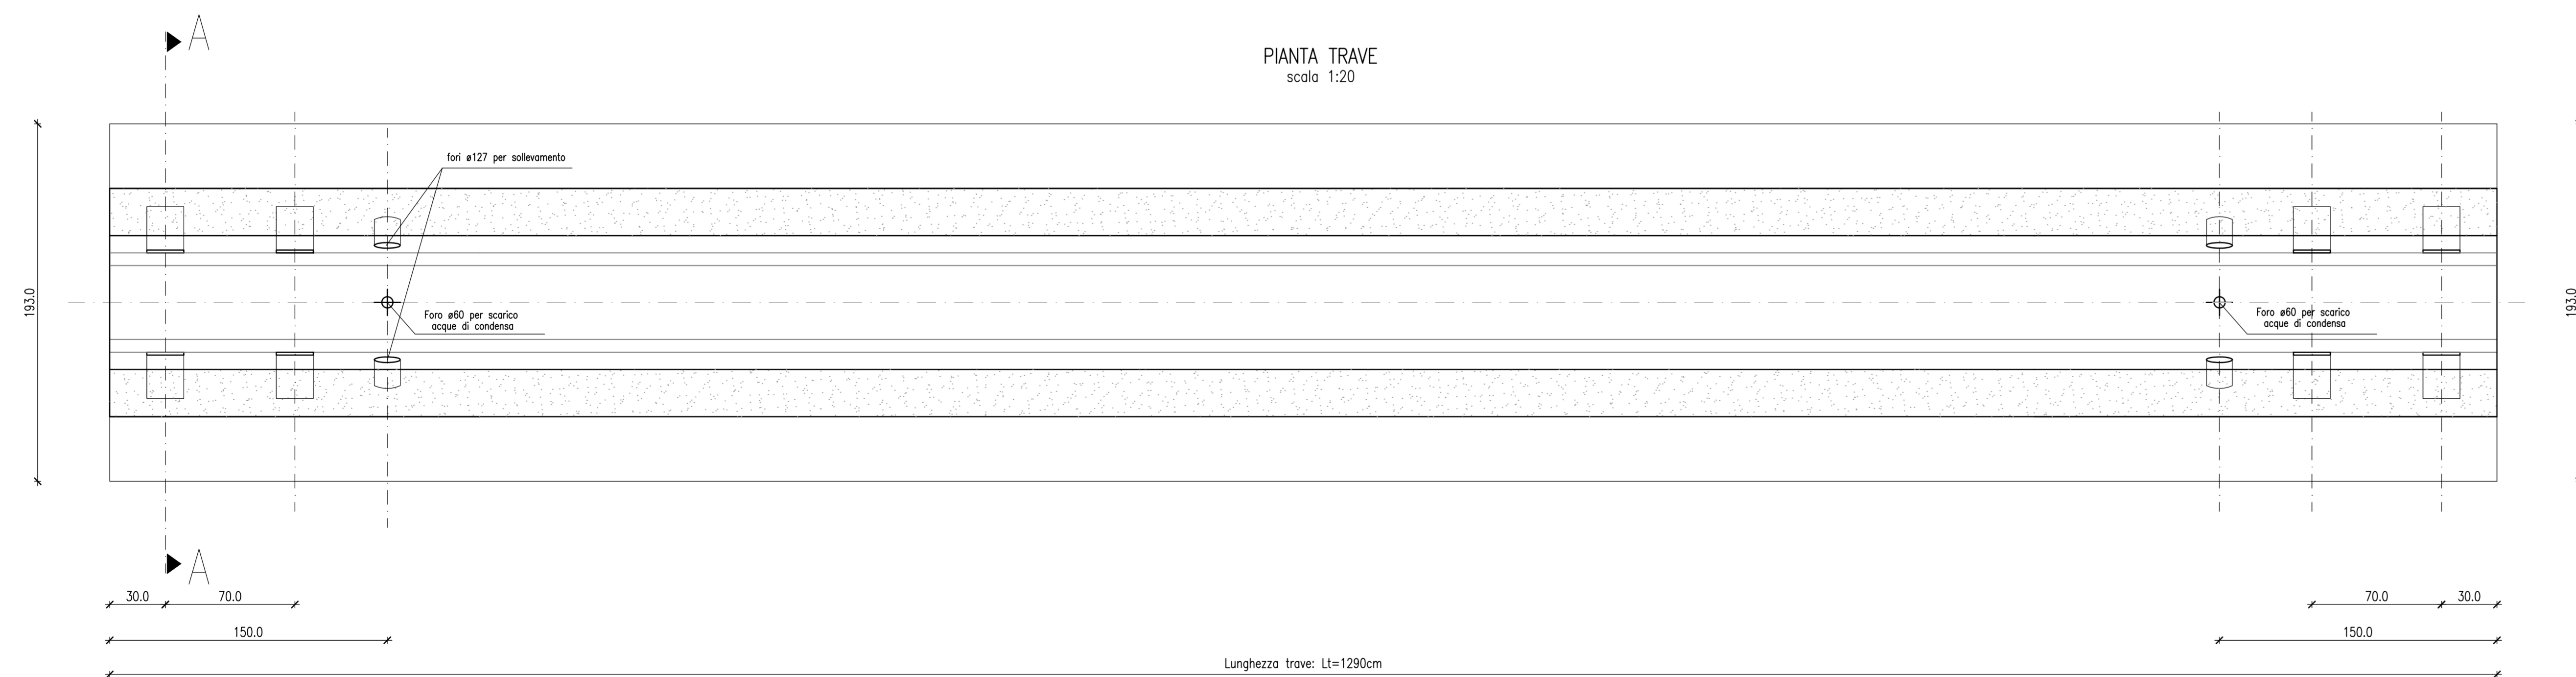 A
PIANTA TRAVE
scala 1:20
fori ø127 per sollevamento
193.0
193.0
Foro ø60 per scarico
acque di condensa
Foro ø60 per scarico
acque di condensa
A
30.0
70.0
70.0
30.0
150.0
150.0
Lunghezza trave: Lt=1290cm